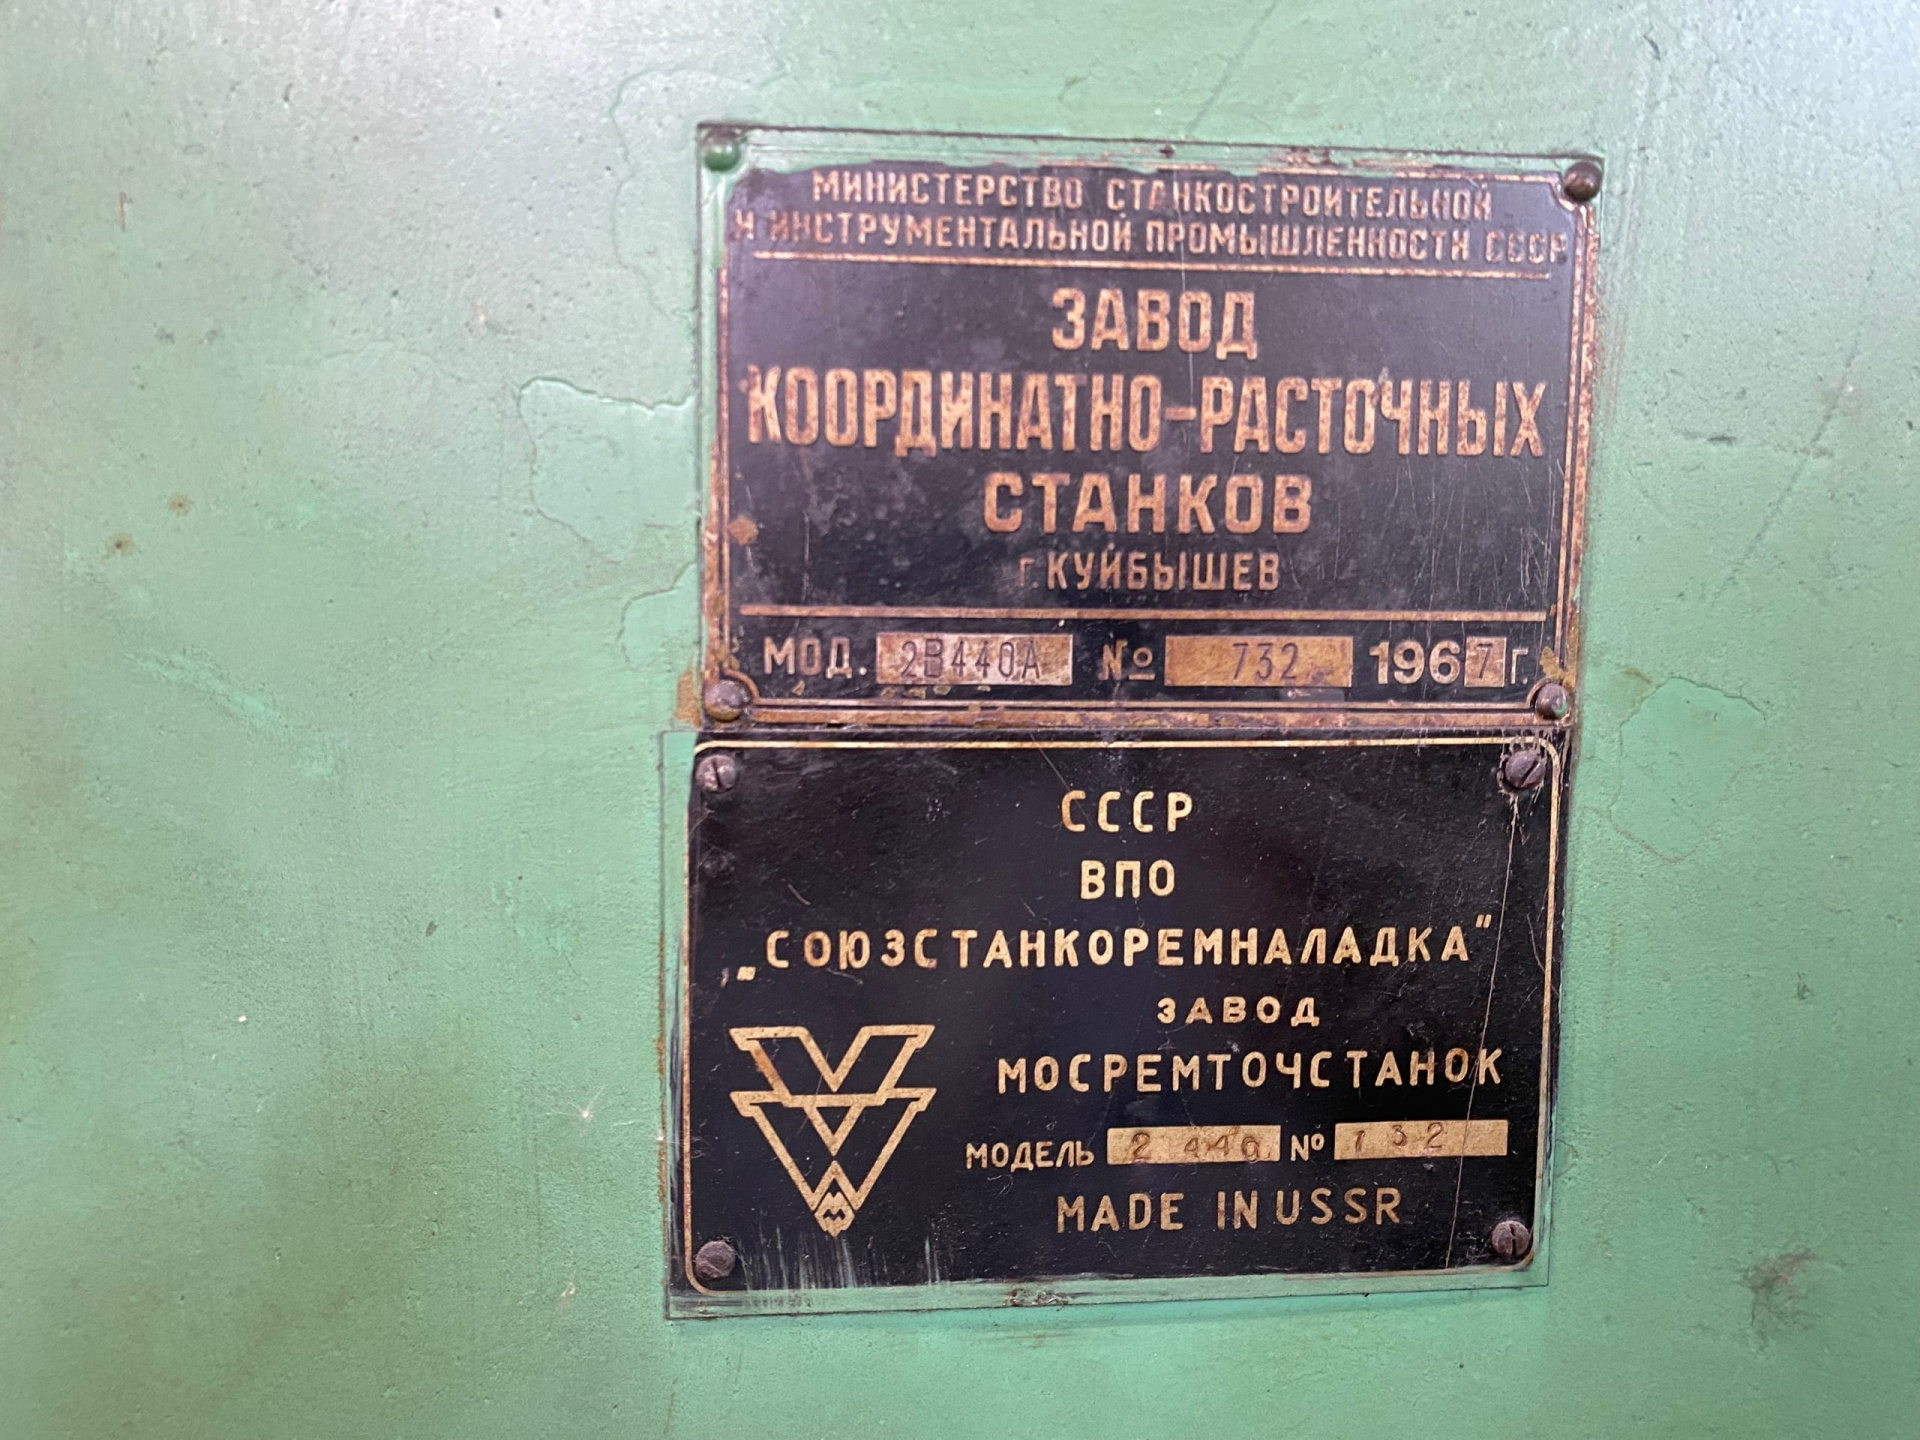 МИНИСТЕРСТВО СТАНКОСТРОИТЕЛЬНОЙ
И ИНСТРУМЕНТАЛЬНОЙ ПРОМЫШЛЕННОСТИ СССР
ЗАВОД
КООРДИНАТНО-РАСТОЧНЫХ
СТАНКОВ
г. КУЙБЫШЕВ
МОД. 2В440А № 732 1967 г.
СССР
ВПО
„СОЮЗСТАНКОРЕМНАЛАДКА"
ЗАВОД
МОСРЕМТОЧСТАНОК
МОДЕЛЬ 2 440 № 732
MADE IN USSR